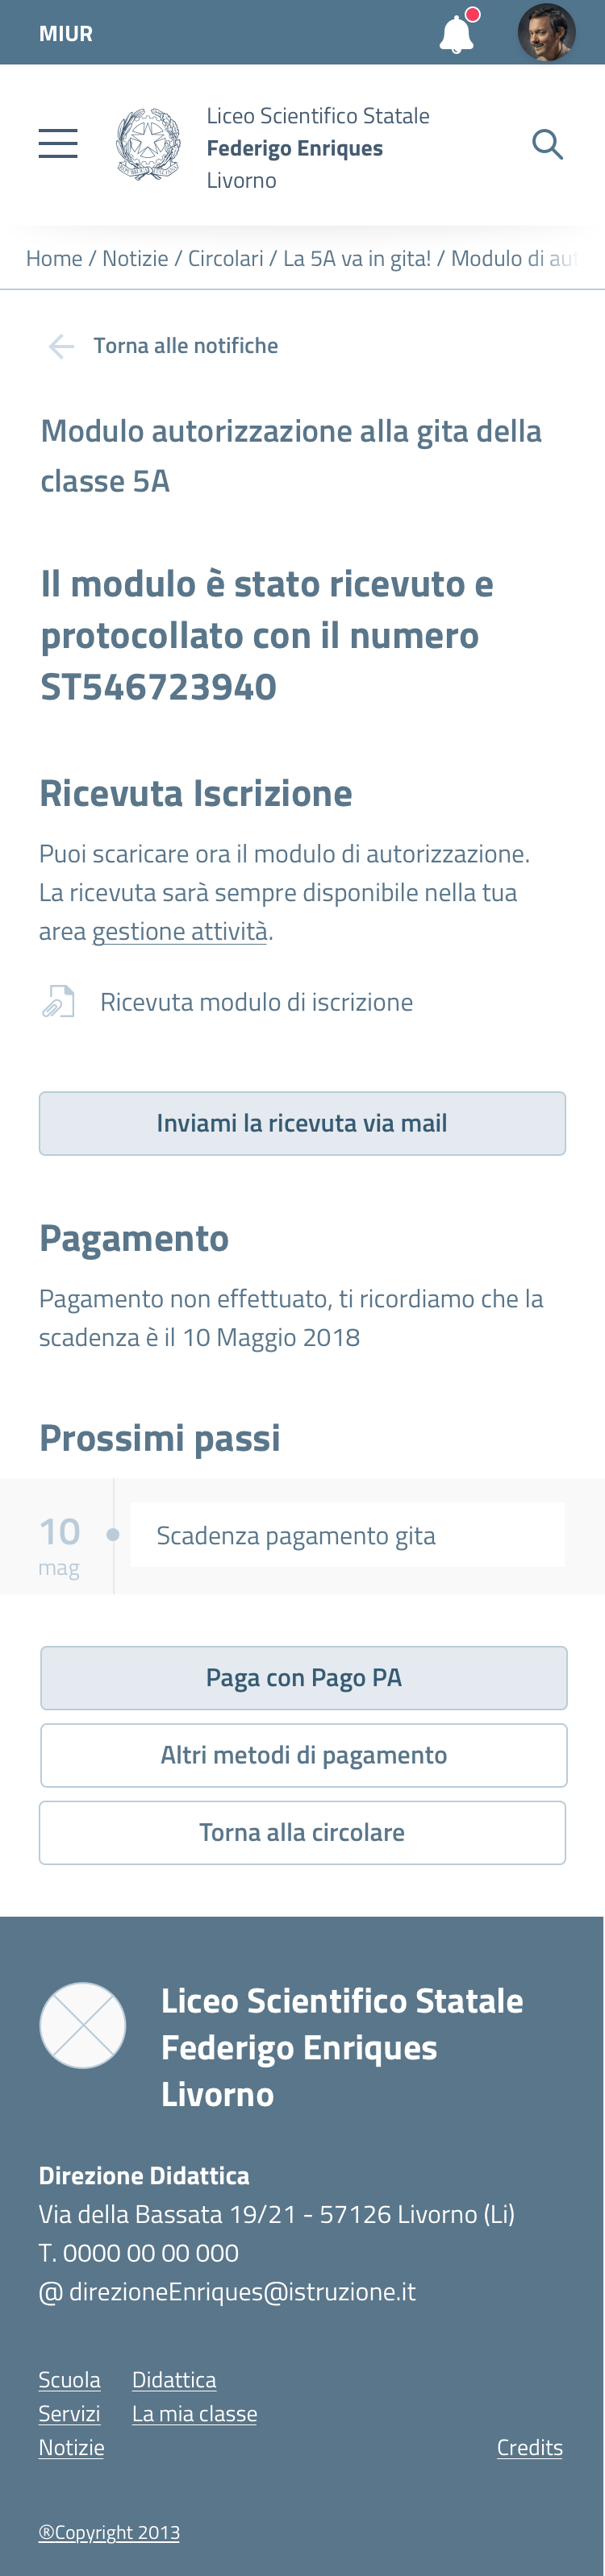 MIUR
Liceo Scientifico Statale
Federigo Enriques
Livorno
Home / Notizie / Circolari / La 5A va in gita! / Modulo di aut
Torna alle notifiche
Modulo autorizzazione alla gita della
classe 5A
Il modulo è stato ricevuto e
protocollato con il numero
ST546723940
Ricevuta Iscrizione
Puoi scaricare ora il modulo di autorizzazione.
La ricevuta sarà sempre disponibile nella tua
area gestione attività.
Ricevuta modulo di iscrizione
Inviami la ricevuta via mail
Pagamento
Pagamento non effettuato, ti ricordiamo che la
scadenza è il 10 Maggio 2018
Prossimi passi
10
mag
Scadenza pagamento gita
Paga con Pago PA
Altri metodi di pagamento
Torna alla circolare
Liceo Scientifico Statale
Federigo Enriques
Livorno
Direzione Didattica
Via della Bassata 19/21 - 57126 Livorno (Li)
T. 0000 00 00 000
@ direzioneEnriques@istruzione.it
Scuola Didattica
Servizi La mia classe
Notizie Credits
®Copyright 2013